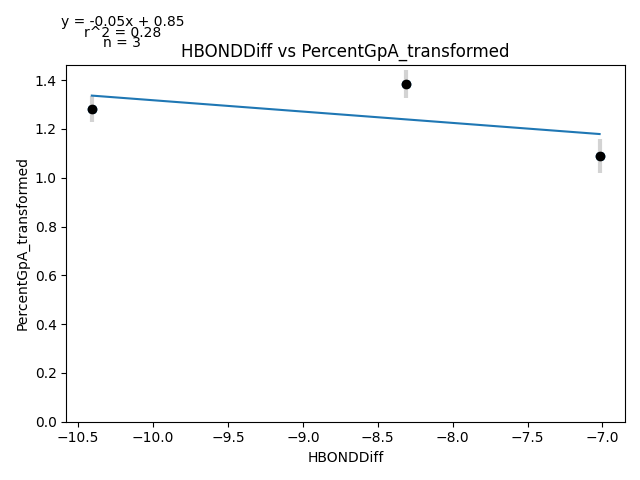 y = -0.05x + 0.85
r^2 = 0.28
n = 3
HBONDDiff vs PercentGpA_transformed
PercentGpA_transformed
1.4
1.2
1.0
0.8
0.6
0.4
0.2
0.0
−10.5 −10.0 −9.5 −9.0 −8.5 −8.0 −7.5 −7.0
HBONDDiff